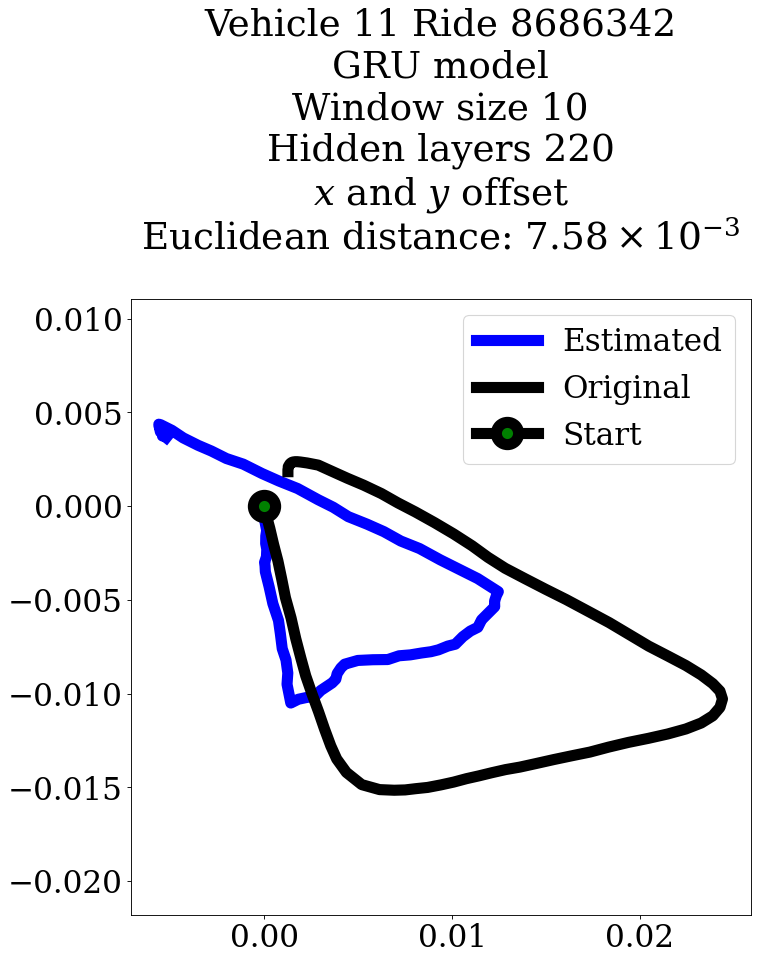 Vehicle 11 Ride 8686342
GRU model
Window size 10
Hidden layers 220
x and y offset
Euclidean distance: 7.58 × 10⁻³
Estimated
Original
Start
0.010
0.005
0.000
−0.005
−0.010
−0.015
−0.020
0.00 0.01 0.02